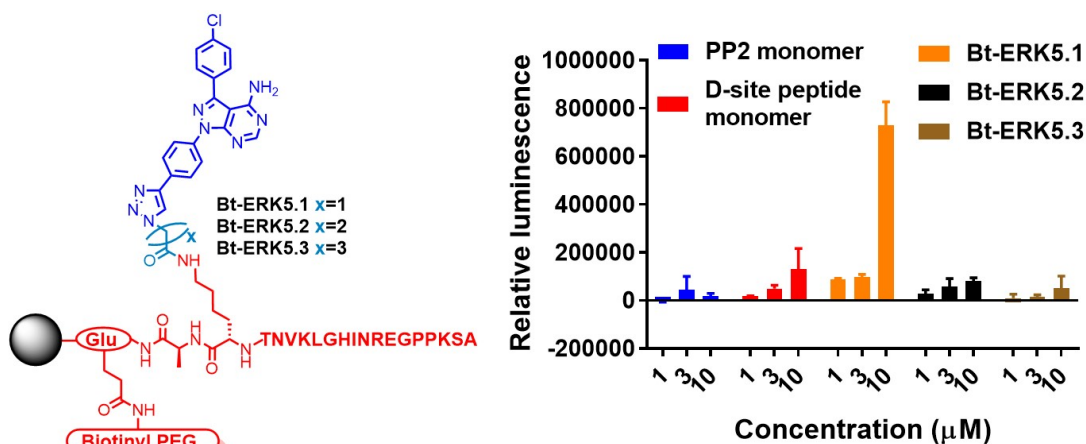 Cl
NH₂
N
N
N
N
N
N
N
Bt-ERK5.1 x=1
Bt-ERK5.2 x=2
Bt-ERK5.3 x=3
x
O
NH
Glu
N
H
O
H
N
O
N
H
TNVKLGHINREGPPKSA
O
NH
Biotinyl PEG
Relative luminescence
1000000
800000
600000
400000
200000
0
-200000
PP2 monomer
D-site peptide
monomer
Bt-ERK5.1
Bt-ERK5.2
Bt-ERK5.3
1 3 10 1 3 10 1 3 10 1 3 10 1 3 10
Concentration (μM)